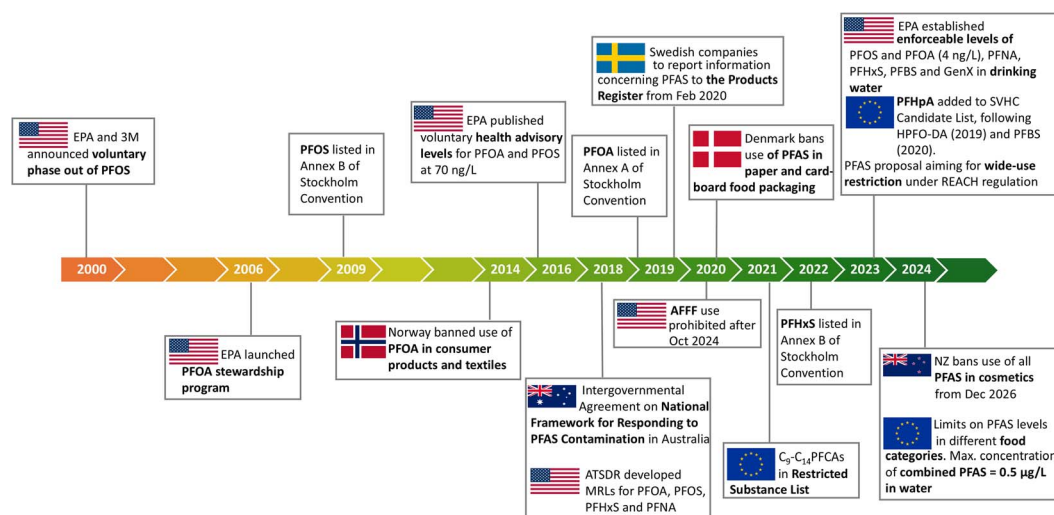 EPA and 3M
announced voluntary
phase out of PFOS
PFOS listed in
Annex B of
Stockholm
Convention
EPA published
voluntary health advisory
levels for PFOA and PFOS
at 70 ng/L
PFOA listed in
Annex A of
Stockholm
Convention
Swedish companies
to report information
concerning PFAS to the Products
Register from Feb 2020
Denmark bans
use of PFAS in
paper and card-
board food packaging
EPA established
enforceable levels of
PFOS and PFOA (4 ng/L), PFNA,
PFHxS, PFBS and GenX in drinking
water
PFHpA added to SVHC
Candidate List, following
HPFO-DA (2019) and PFBS
(2020).
PFAS proposal aiming for wide-use
restriction under REACH regulation
2000 2006 2009 2014 2016 2018 2019 2020 2021 2022 2023 2024
EPA launched
PFOA stewardship
program
Norway banned use of
PFOA in consumer
products and textiles
Intergovernmental
Agreement on National
Framework for Responding to
PFAS Contamination in Australia
ATSDR developed
MRLs for PFOA, PFOS,
PFHxS and PFNA
AFFF use
prohibited after
Oct 2024
C₉-C₁₄PFCAs
in Restricted
Substance List
PFHxS listed in
Annex B of
Stockholm
Convention
NZ bans use of all
PFAS in cosmetics
from Dec 2026
Limits on PFAS levels
in different food
categories. Max. concentration
of combined PFAS = 0.5 µg/L
in water